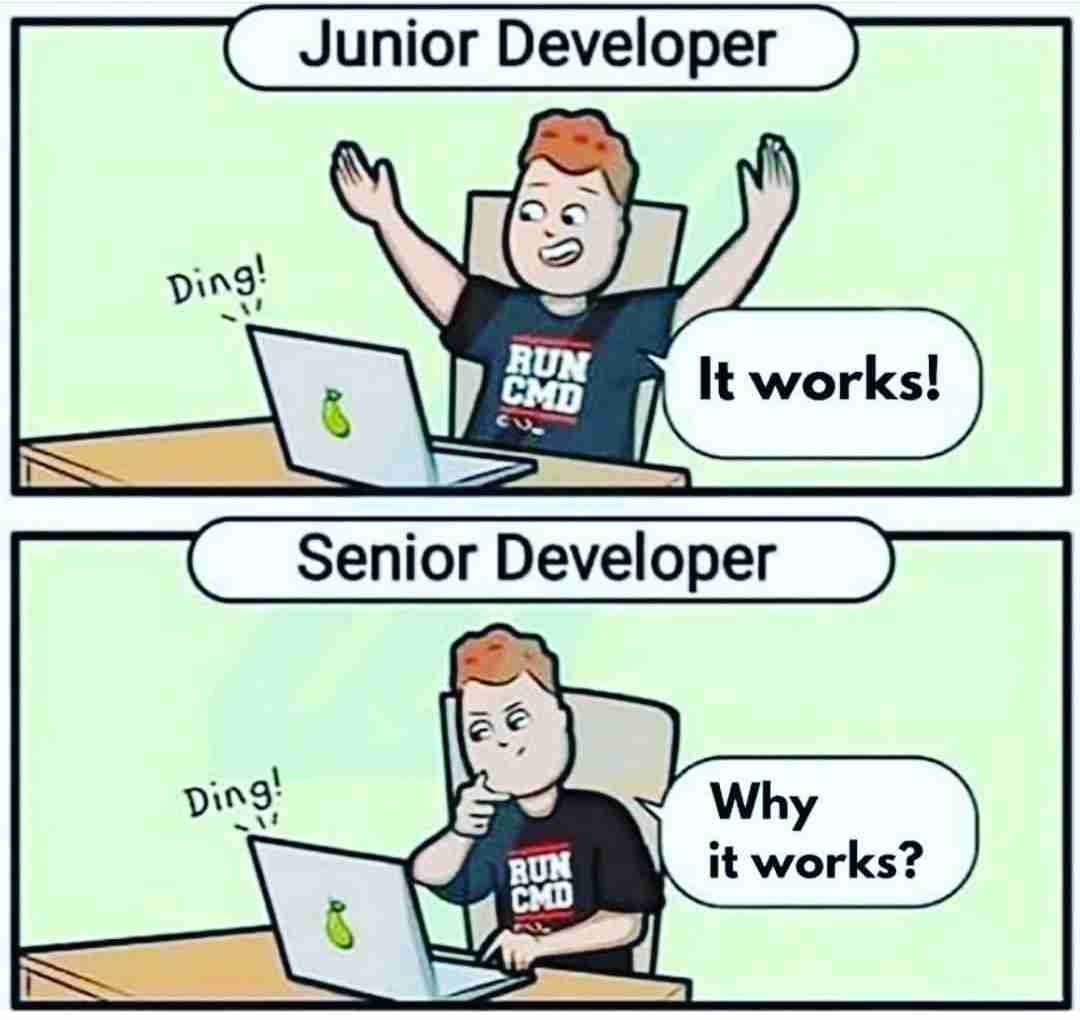 Junior Developer
Ding!
RUN
CMD
It works!
Senior Developer
Ding!
Why
it works?
RUN
CMD